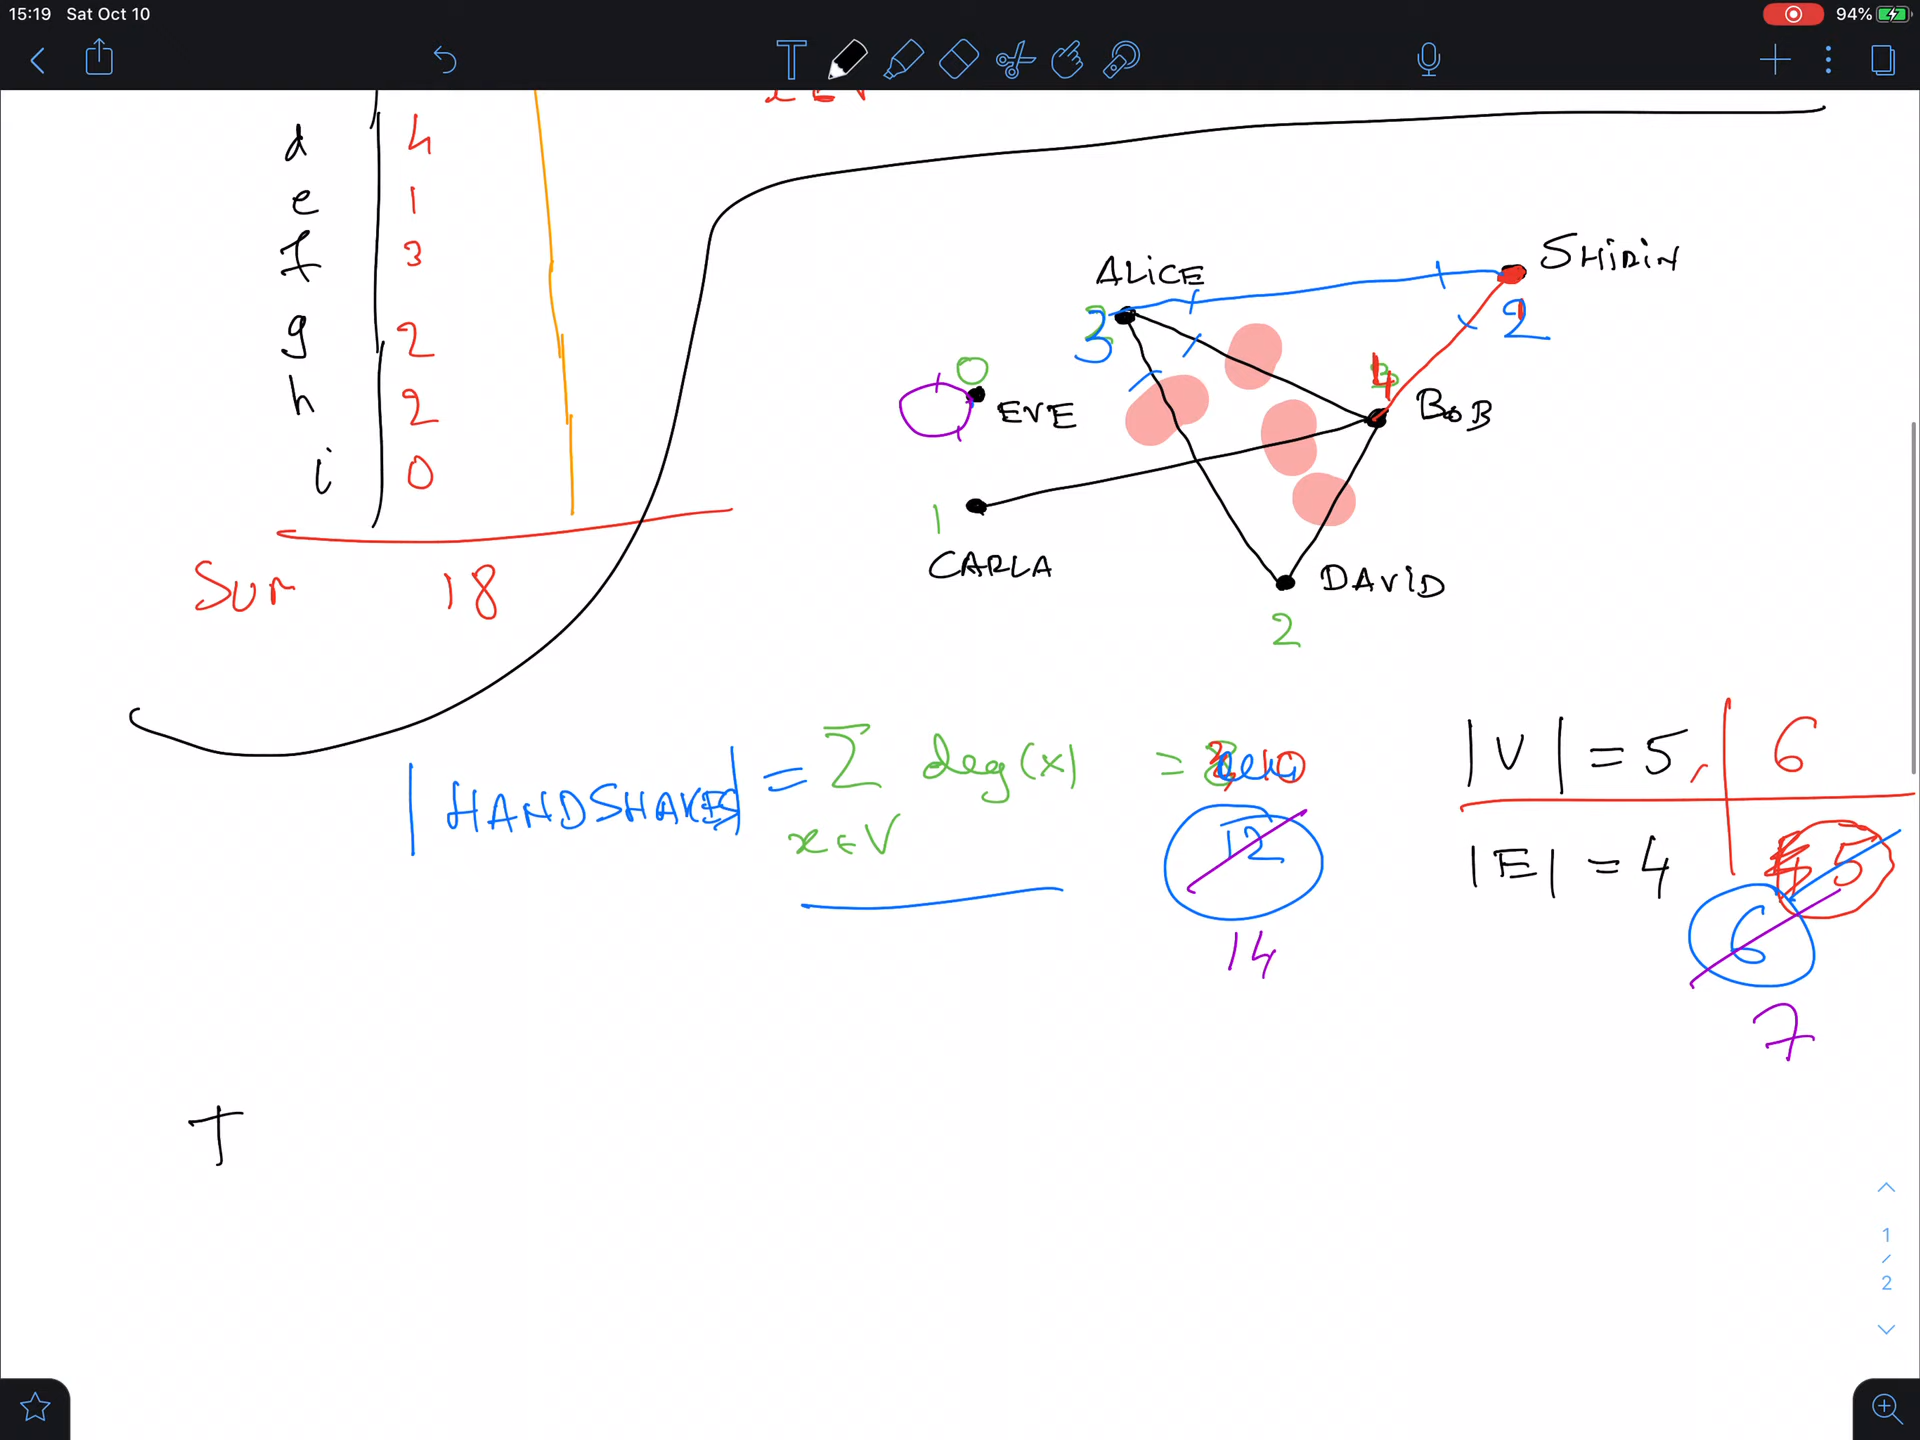 15:19 Sat Oct 10
94%
d 4
e 1
f 3
g 2
h 2
i 0
Sum 18
ALICE
3
SHIRIN
2
0
EVE
4
BOB
1
CARLA
DAVID
2
|HANDSHAKES| = Σ deg(x) =
x∈V
12
14
|V| = 5, 6
|E| = 4 5
6
7
T
1
/
2